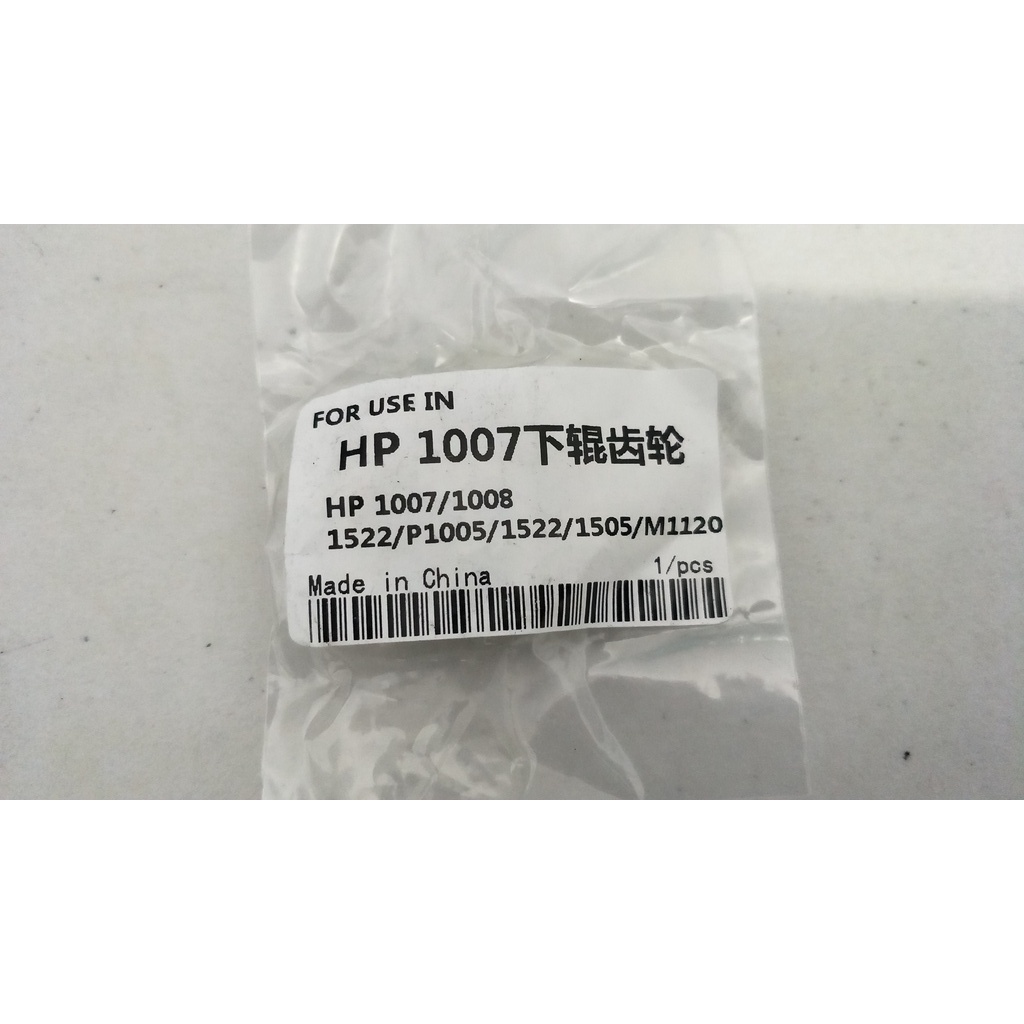 FOR USE IN
HP 1007下辊齿轮
HP 1007/1008
1522/P1005/1522/1505/M1120
Made in China 1/pcs